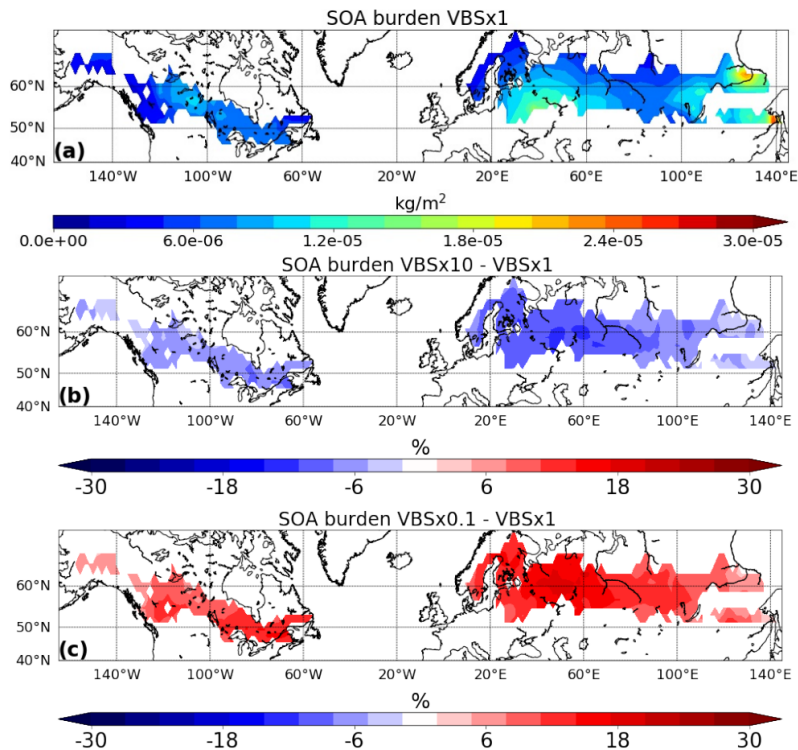 SOA burden VBSx1
60°N
50°N
40°N
(a)
140°W 100°W 60°W 20°W 20°E 60°E 100°E 140°E
kg/m²
0.0e+00 6.0e-06 1.2e-05 1.8e-05 2.4e-05 3.0e-05
SOA burden VBSx10 - VBSx1
60°N
50°N
40°N
(b)
140°W 100°W 60°W 20°W 20°E 60°E 100°E 140°E
%
-30 -18 -6 6 18 30
SOA burden VBSx0.1 - VBSx1
60°N
50°N
40°N
(c)
140°W 100°W 60°W 20°W 20°E 60°E 100°E 140°E
%
-30 -18 -6 6 18 30